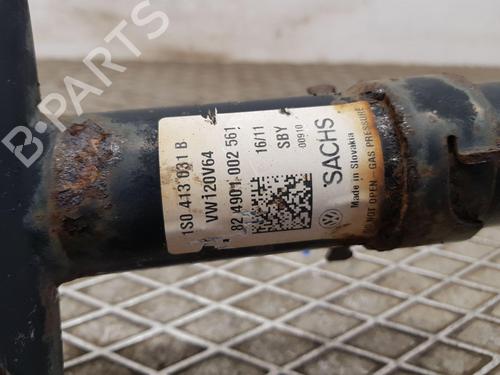 B-PARTS
1S0 413 031 B
VW120V64
82 4901 002 561
16/11
SBY
00910
SACHS
Made in Slovakia
DO NOT OPEN - GAS PRESSURE